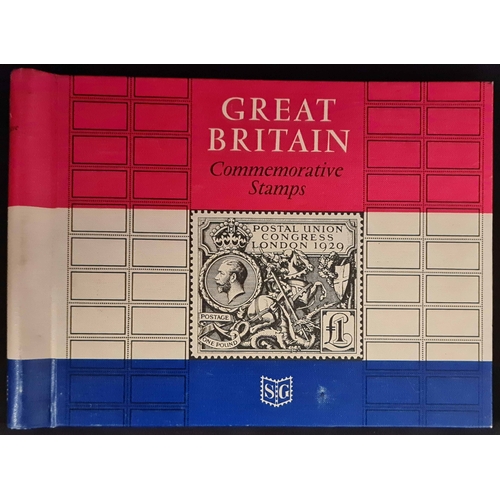 GREAT
BRITAIN
Commemorative
Stamps
POSTAL UNION
CONGRESS
LONDON 1929
POSTAGE
ONE POUND
£1
SG